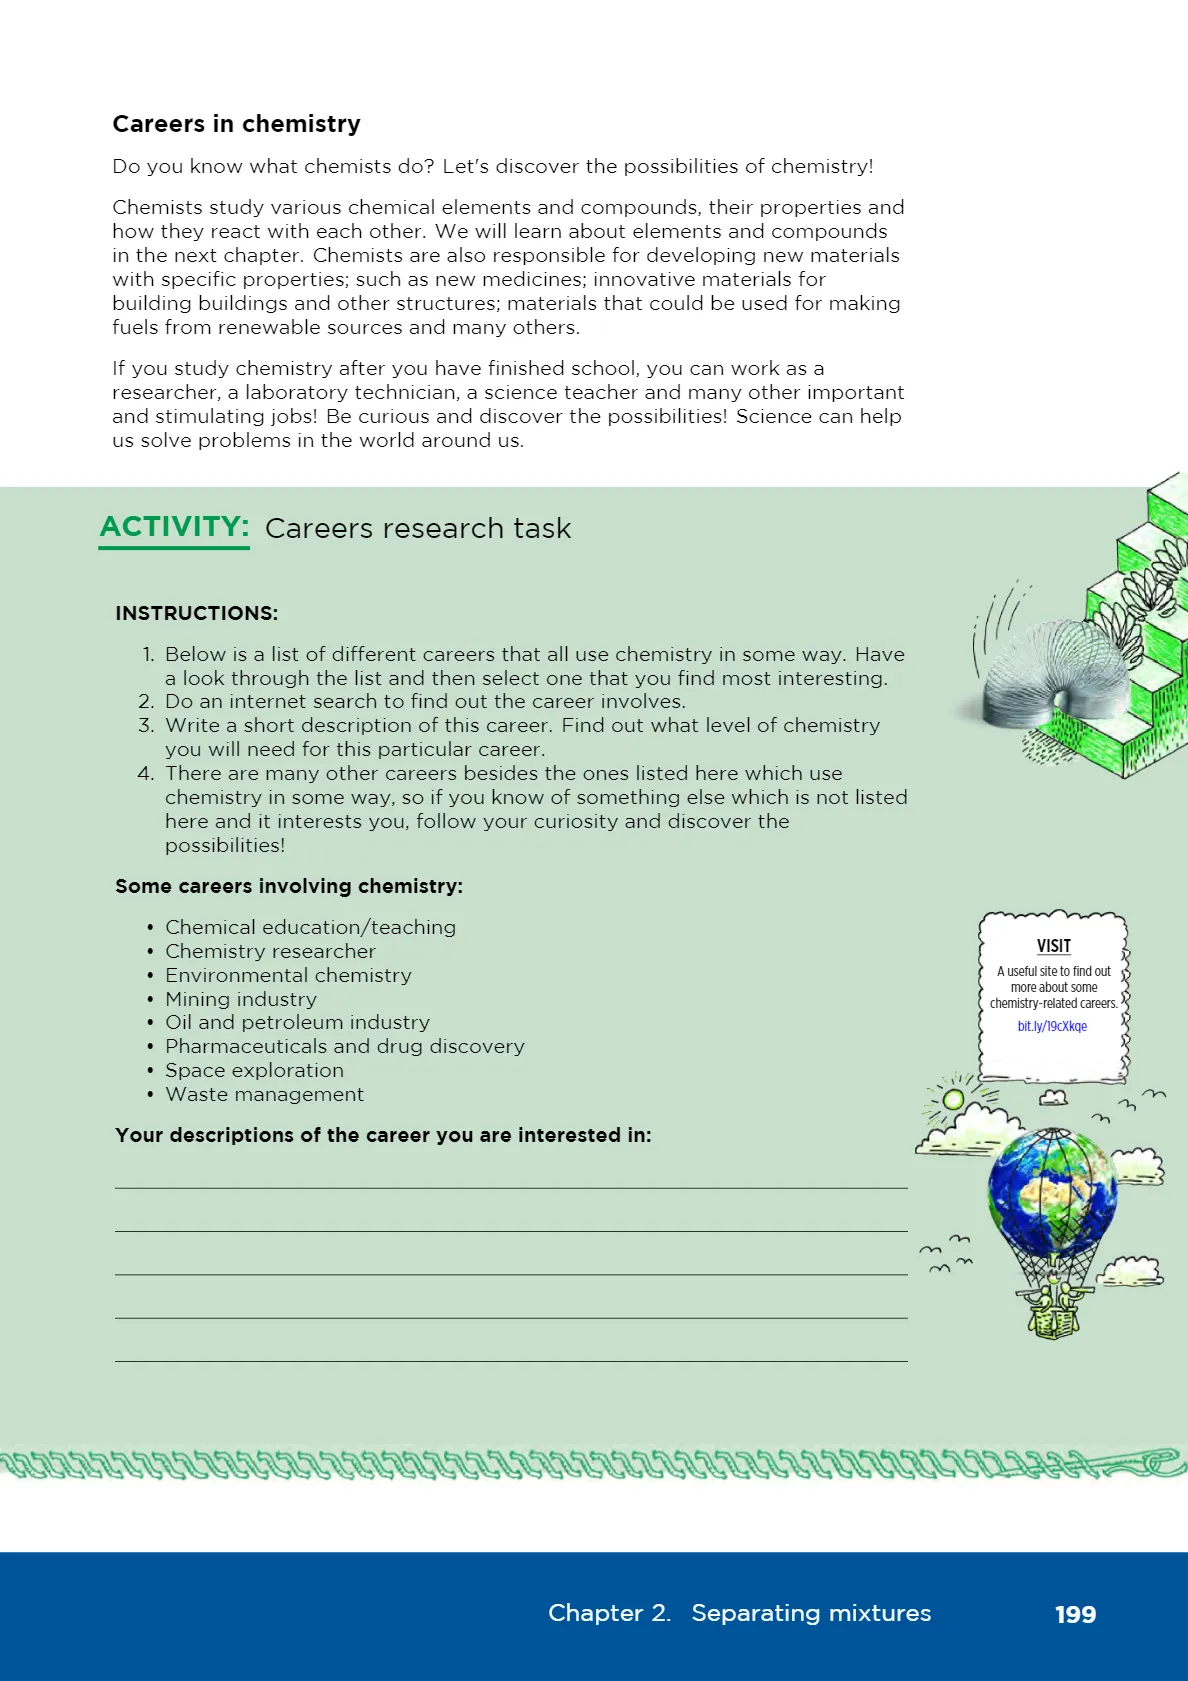 Careers in chemistry
Do you know what chemists do? Let's discover the possibilities of chemistry!
Chemists study various chemical elements and compounds, their properties and
how they react with each other. We will learn about elements and compounds
in the next chapter. Chemists are also responsible for developing new materials
with specific properties; such as new medicines; innovative materials for
building buildings and other structures; materials that could be used for making
fuels from renewable sources and many others.
If you study chemistry after you have finished school, you can work as a
researcher, a laboratory technician, a science teacher and many other important
and stimulating jobs! Be curious and discover the possibilities! Science can help
us solve problems in the world around us.
ACTIVITY: Careers research task
INSTRUCTIONS:
1. Below is a list of different careers that all use chemistry in some way. Have
a look through the list and then select one that you find most interesting.
2. Do an internet search to find out the career involves.
3. Write a short description of this career. Find out what level of chemistry
you will need for this particular career.
4. There are many other careers besides the ones listed here which use
chemistry in some way, so if you know of something else which is not listed
here and it interests you, follow your curiosity and discover the
possibilities!
Some careers involving chemistry:
• Chemical education/teaching
• Chemistry researcher
• Environmental chemistry
• Mining industry
• Oil and petroleum industry
• Pharmaceuticals and drug discovery
• Space exploration
• Waste management
VISIT
A useful site to find out
more about some
chemistry-related careers.
bit.ly/19cXkqe
Your descriptions of the career you are interested in:
Chapter 2. Separating mixtures 199